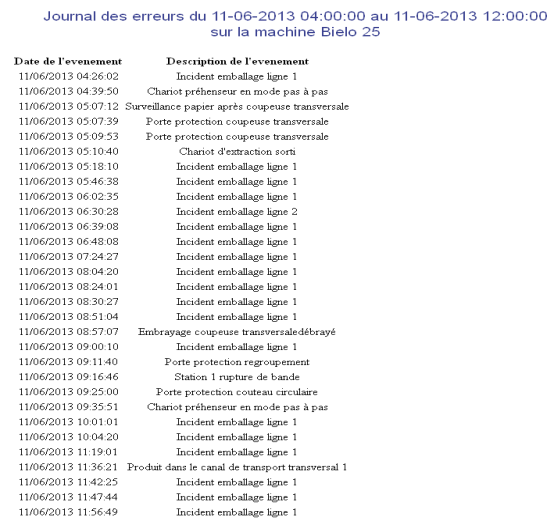 Journal des erreurs du 11-06-2013 04:00:00 au 11-06-2013 12:00:00
sur la machine Bielo 25
Date de l'evenement Description de l'evenement
11/06/2013 04:26:02 Incident emballage ligne 1
11/06/2013 04:39:50 Chariot préhenseur en mode pas à pas
11/06/2013 05:07:12 Surveillance papier après coupeuse transversale
11/06/2013 05:07:39 Porte protection coupeuse transversale
11/06/2013 05:09:53 Porte protection coupeuse transversale
11/06/2013 05:10:40 Chariot d'extraction sorti
11/06/2013 05:18:10 Incident emballage ligne 1
11/06/2013 05:46:38 Incident emballage ligne 1
11/06/2013 06:02:35 Incident emballage ligne 1
11/06/2013 06:30:28 Incident emballage ligne 2
11/06/2013 06:39:08 Incident emballage ligne 1
11/06/2013 06:48:08 Incident emballage ligne 1
11/06/2013 07:24:27 Incident emballage ligne 1
11/06/2013 08:04:20 Incident emballage ligne 1
11/06/2013 08:24:01 Incident emballage ligne 1
11/06/2013 08:30:27 Incident emballage ligne 1
11/06/2013 08:51:04 Incident emballage ligne 1
11/06/2013 08:57:07 Embrayage coupeuse transversaledébrayé
11/06/2013 09:00:10 Incident emballage ligne 1
11/06/2013 09:11:40 Porte protection regroupement
11/06/2013 09:16:46 Station 1 rupture de bande
11/06/2013 09:25:00 Porte protection couteau circulaire
11/06/2013 09:35:51 Chariot préhenseur en mode pas à pas
11/06/2013 10:01:01 Incident emballage ligne 1
11/06/2013 10:04:20 Incident emballage ligne 1
11/06/2013 11:19:01 Incident emballage ligne 1
11/06/2013 11:36:21 Produit dans le canal de transport transversal 1
11/06/2013 11:42:25 Incident emballage ligne 1
11/06/2013 11:47:44 Incident emballage ligne 1
11/06/2013 11:56:49 Incident emballage ligne 1